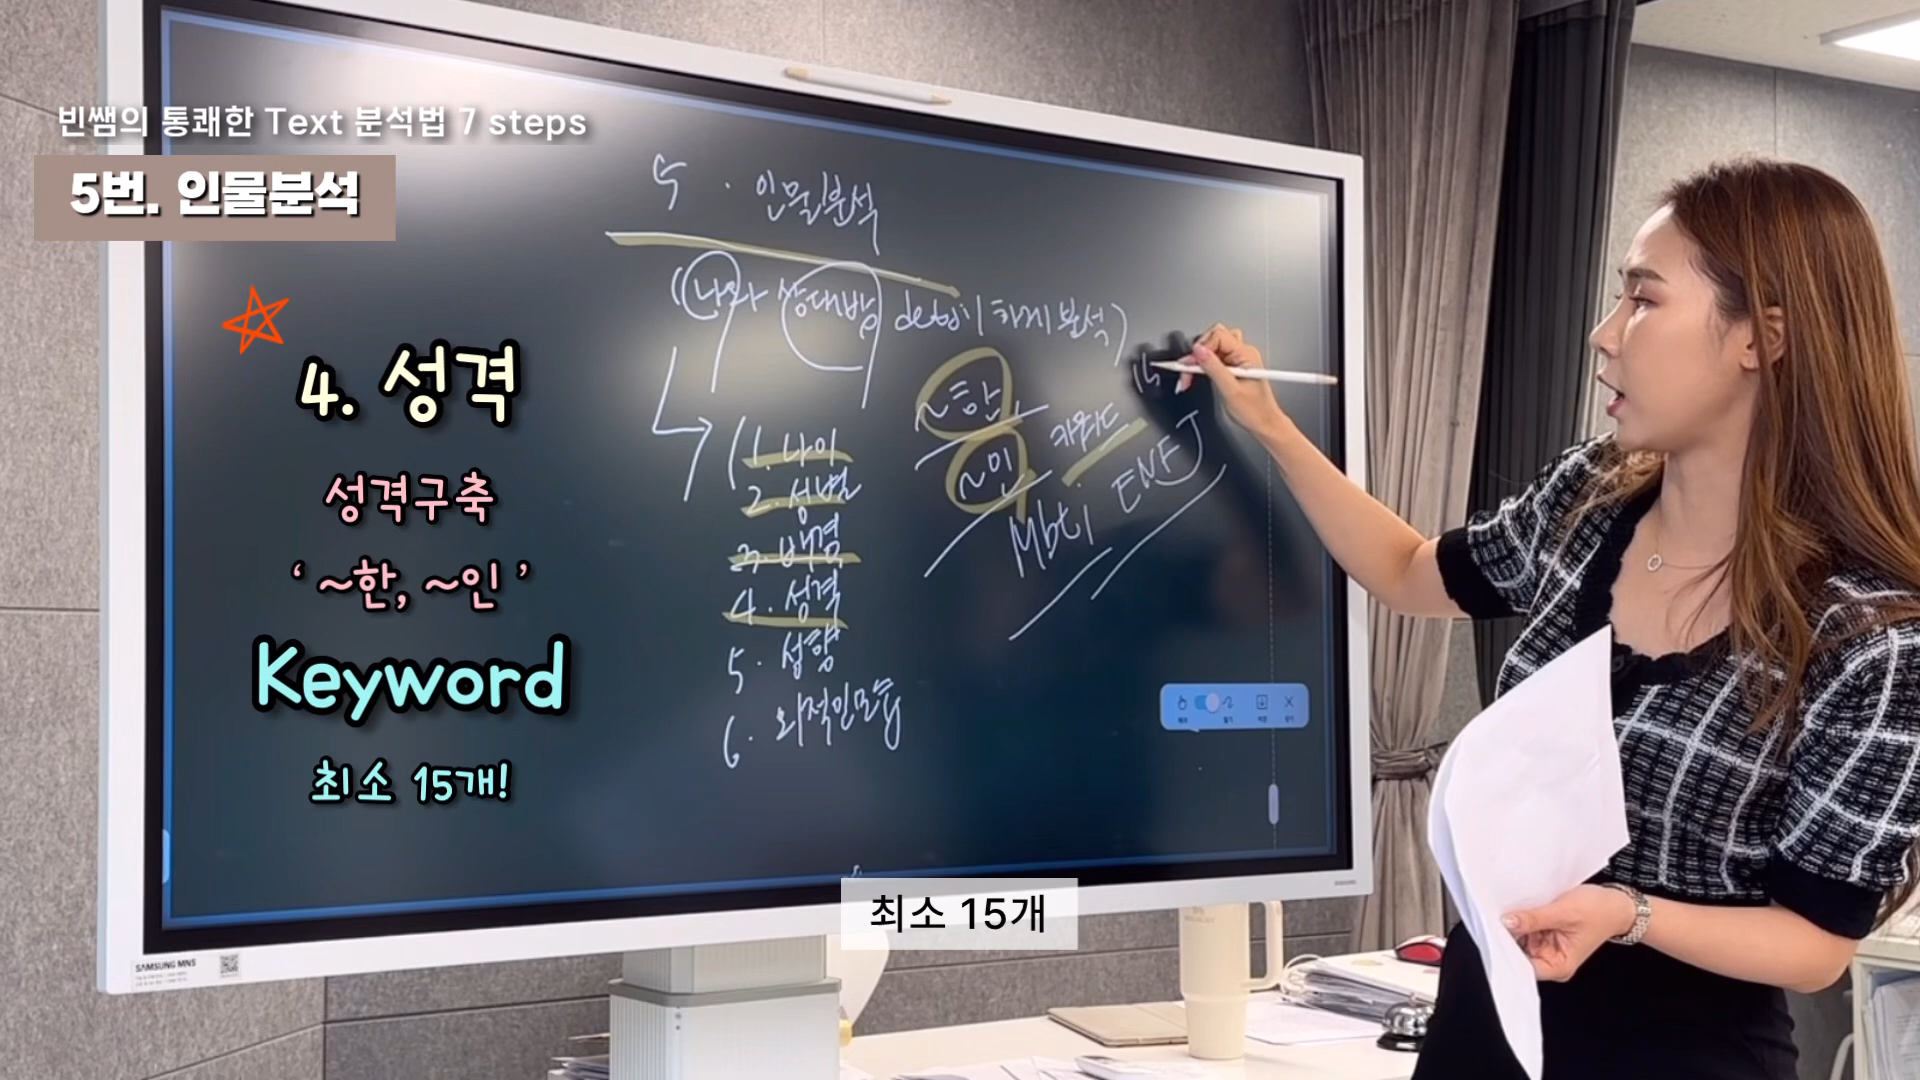 빈쌤의 통쾌한 Text 분석법 7 steps
5번. 인물분석
4. 성격
성격구축
‘ ~한, ~인 ’
Keyword
최소 15개!
5. 인물분석
(나와 상대방 detail 하게 분석)
1. 나이
2. 성별
3. 배경
4. 성격
5. 성향
6. 외적인모습
~한,
~인
키워드 15
Mbti ENFJ
최소 15개
SAMSUNG MNS